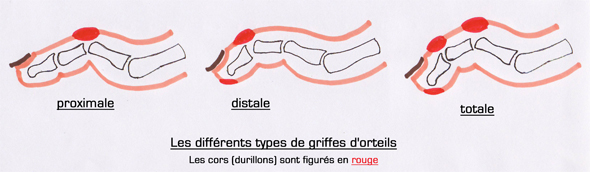 proximale
distale
totale
Les différents types de griffes d'orteils
Les cors (durillons) sont figurés en rouge